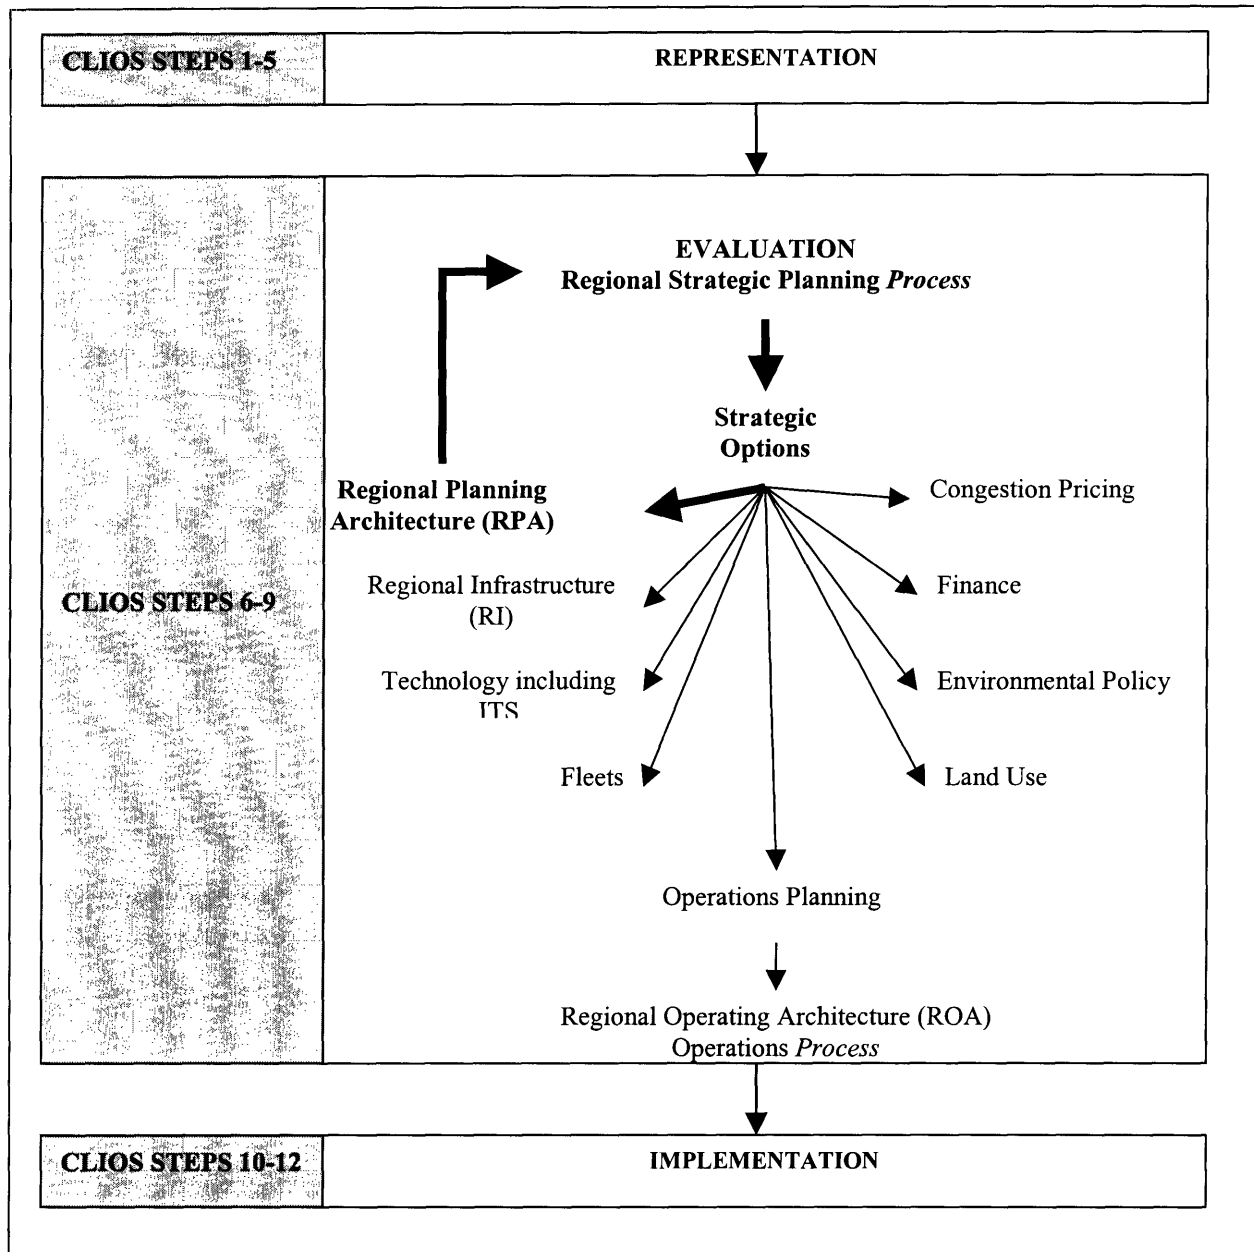 CLIOS STEPS 1-5
REPRESENTATION
EVALUATION
Regional Strategic Planning Process
Strategic
Options
Regional Planning
Architecture (RPA)
Congestion Pricing
Regional Infrastructure
(RI)
Finance
CLIOS STEPS 6-9
Technology including
ITS
Environmental Policy
Fleets
Land Use
Operations Planning
Regional Operating Architecture (ROA)
Operations Process
CLIOS STEPS 10-12
IMPLEMENTATION